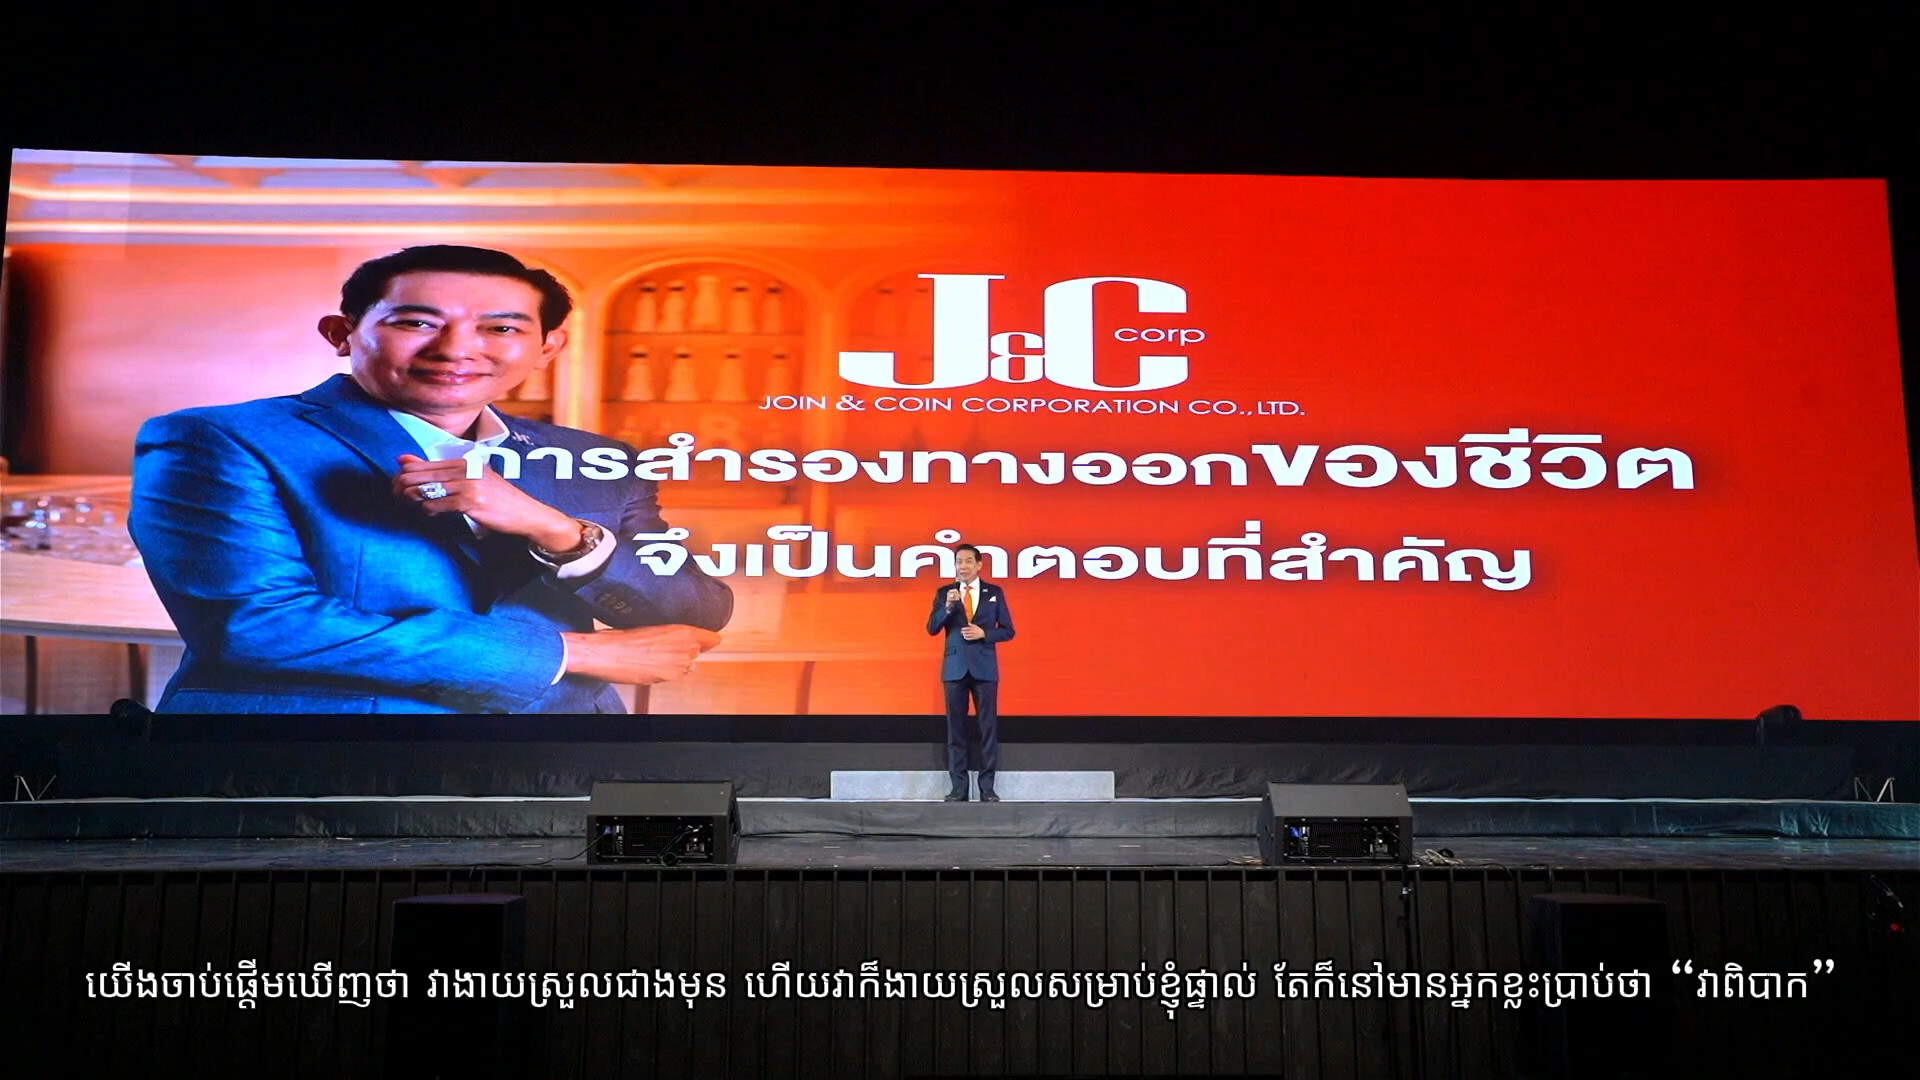 J&C corp
JOIN & COIN CORPORATION CO.,LTD.
การสำรองทางออกของชีวิต
จึงเป็นคำตอบที่สำคัญ
យើងចាប់ផ្តើមឃើញថា វាងាយស្រួលជាងមុន ហើយវាក៏ងាយស្រួលសម្រាប់ខ្ញុំផ្ទាល់ តែក៏នៅមានអ្នកខ្លះប្រាប់ថា “វាពិបាក”